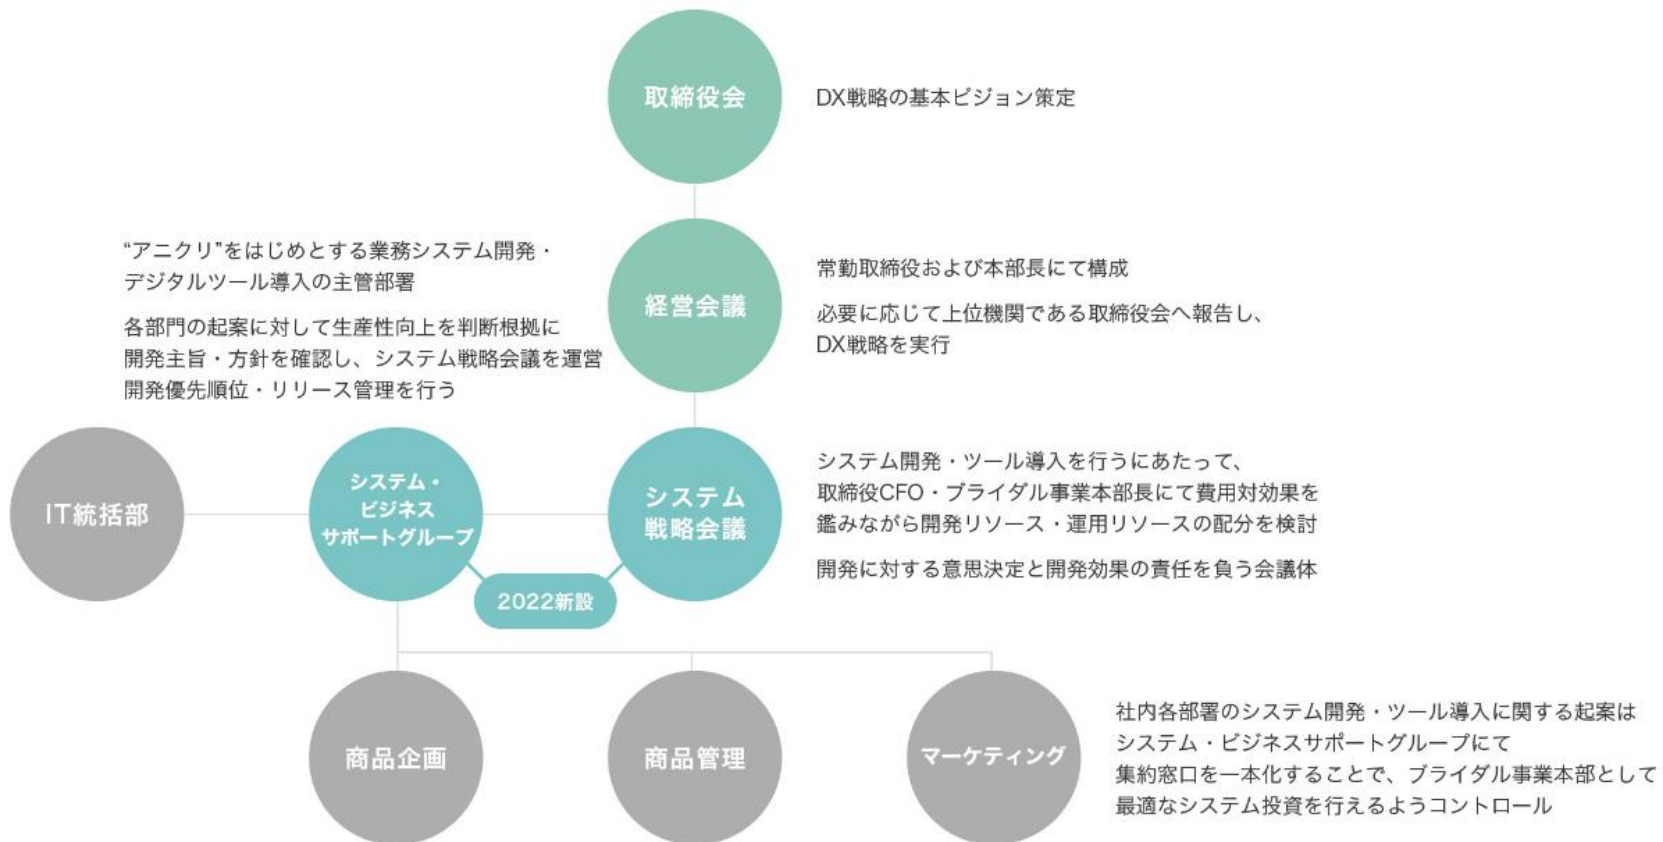 取締役会
DX戦略の基本ビジョン策定
“アニクリ”をはじめとする業務システム開発・
デジタルツール導入の主管部署
各部門の起案に対して生産性向上を判断根拠に
開発主旨・方針を確認し、システム戦略会議を運営
開発優先順位・リリース管理を行う
経営会議
常勤取締役および本部長にて構成
必要に応じて上位機関である取締役会へ報告し、
DX戦略を実行
IT統括部
システム・
ビジネス
サポートグループ
システム
戦略会議
2022新設
システム開発・ツール導入を行うにあたって、
取締役CFO・ブライダル事業本部長にて費用対効果を
鑑みながら開発リソース・運用リソースの配分を検討
開発に対する意思決定と開発効果の責任を負う会議体
商品企画
商品管理
マーケティング
社内各部署のシステム開発・ツール導入に関する起案は
システム・ビジネスサポートグループにて
集約窓口を一本化することで、ブライダル事業本部として
最適なシステム投資を行えるようコントロール